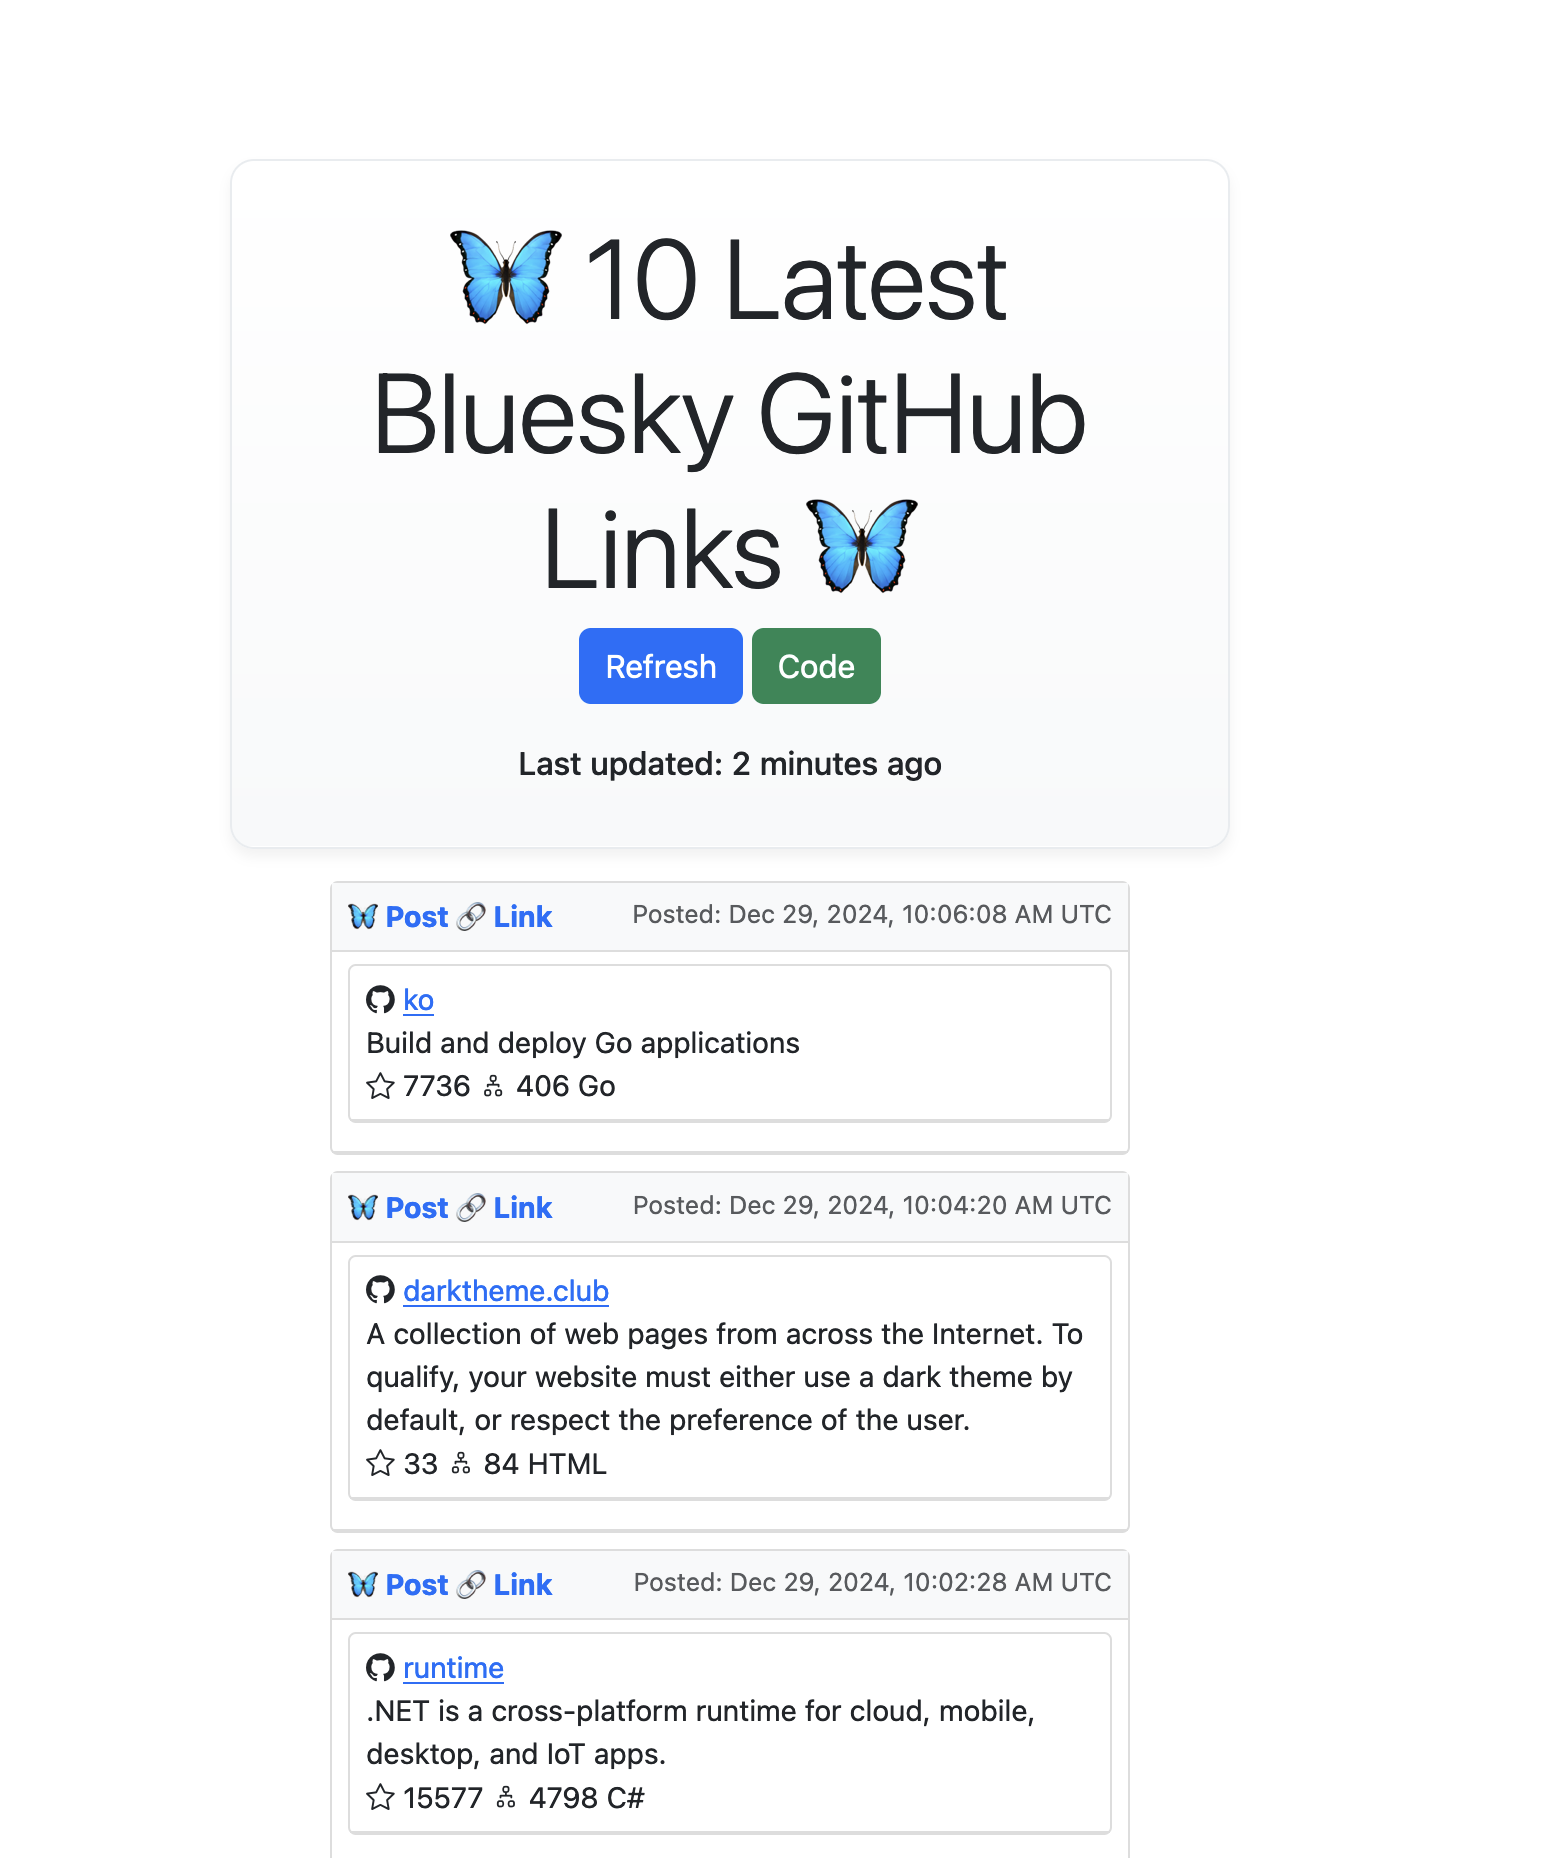 🦋 10 Latest
Bluesky GitHub
Links 🦋
Refresh Code
Last updated: 2 minutes ago
🦋 Post 🔗 Link Posted: Dec 29, 2024, 10:06:08 AM UTC
ko
Build and deploy Go applications
7736 406 Go
🦋 Post 🔗 Link Posted: Dec 29, 2024, 10:04:20 AM UTC
darktheme.club
A collection of web pages from across the Internet. To
qualify, your website must either use a dark theme by
default, or respect the preference of the user.
33 84 HTML
🦋 Post 🔗 Link Posted: Dec 29, 2024, 10:02:28 AM UTC
runtime
.NET is a cross-platform runtime for cloud, mobile,
desktop, and IoT apps.
15577 4798 C#